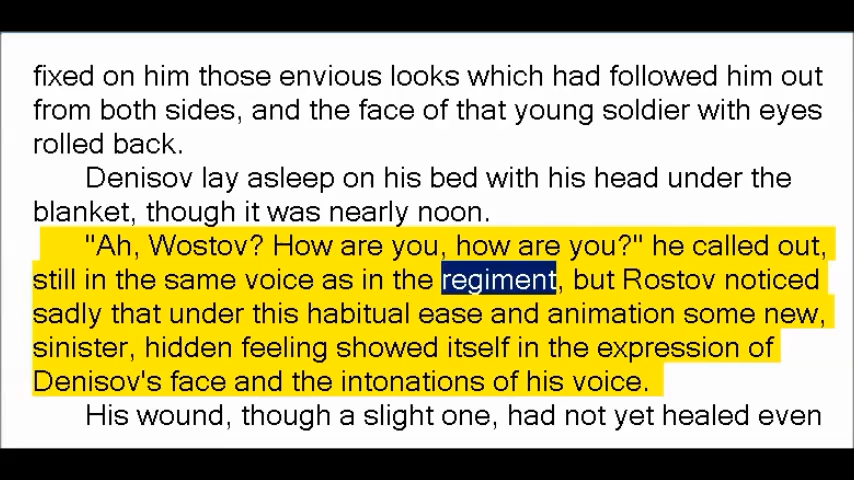 fixed on him those envious looks which had followed him out
from both sides, and the face of that young soldier with eyes
rolled back.
Denisov lay asleep on his bed with his head under the
blanket, though it was nearly noon.
"Ah, Wostov? How are you, how are you?" he called out,
still in the same voice as in the regiment, but Rostov noticed
sadly that under this habitual ease and animation some new,
sinister, hidden feeling showed itself in the expression of
Denisov's face and the intonations of his voice.
His wound, though a slight one, had not yet healed even